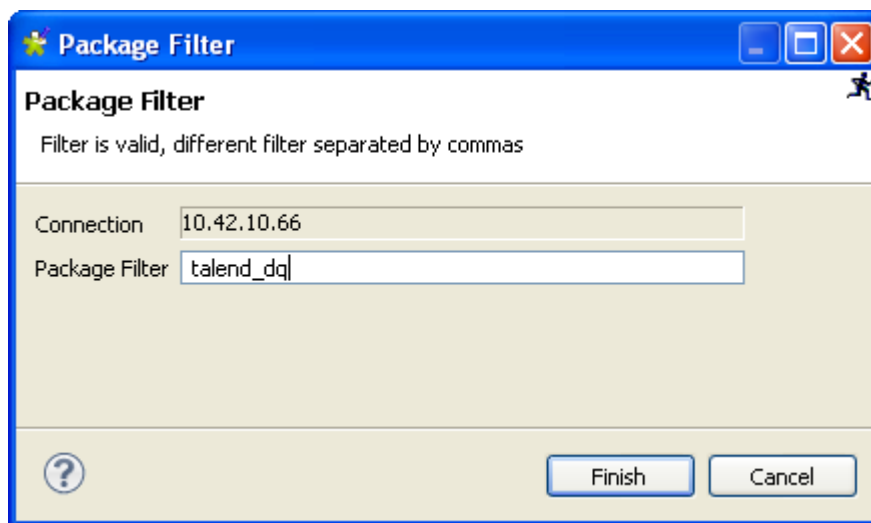 Package Filter
Package Filter
Filter is valid, different filter separated by commas
Connection 10.42.10.66
Package Filter talend_dq
?
Finish Cancel